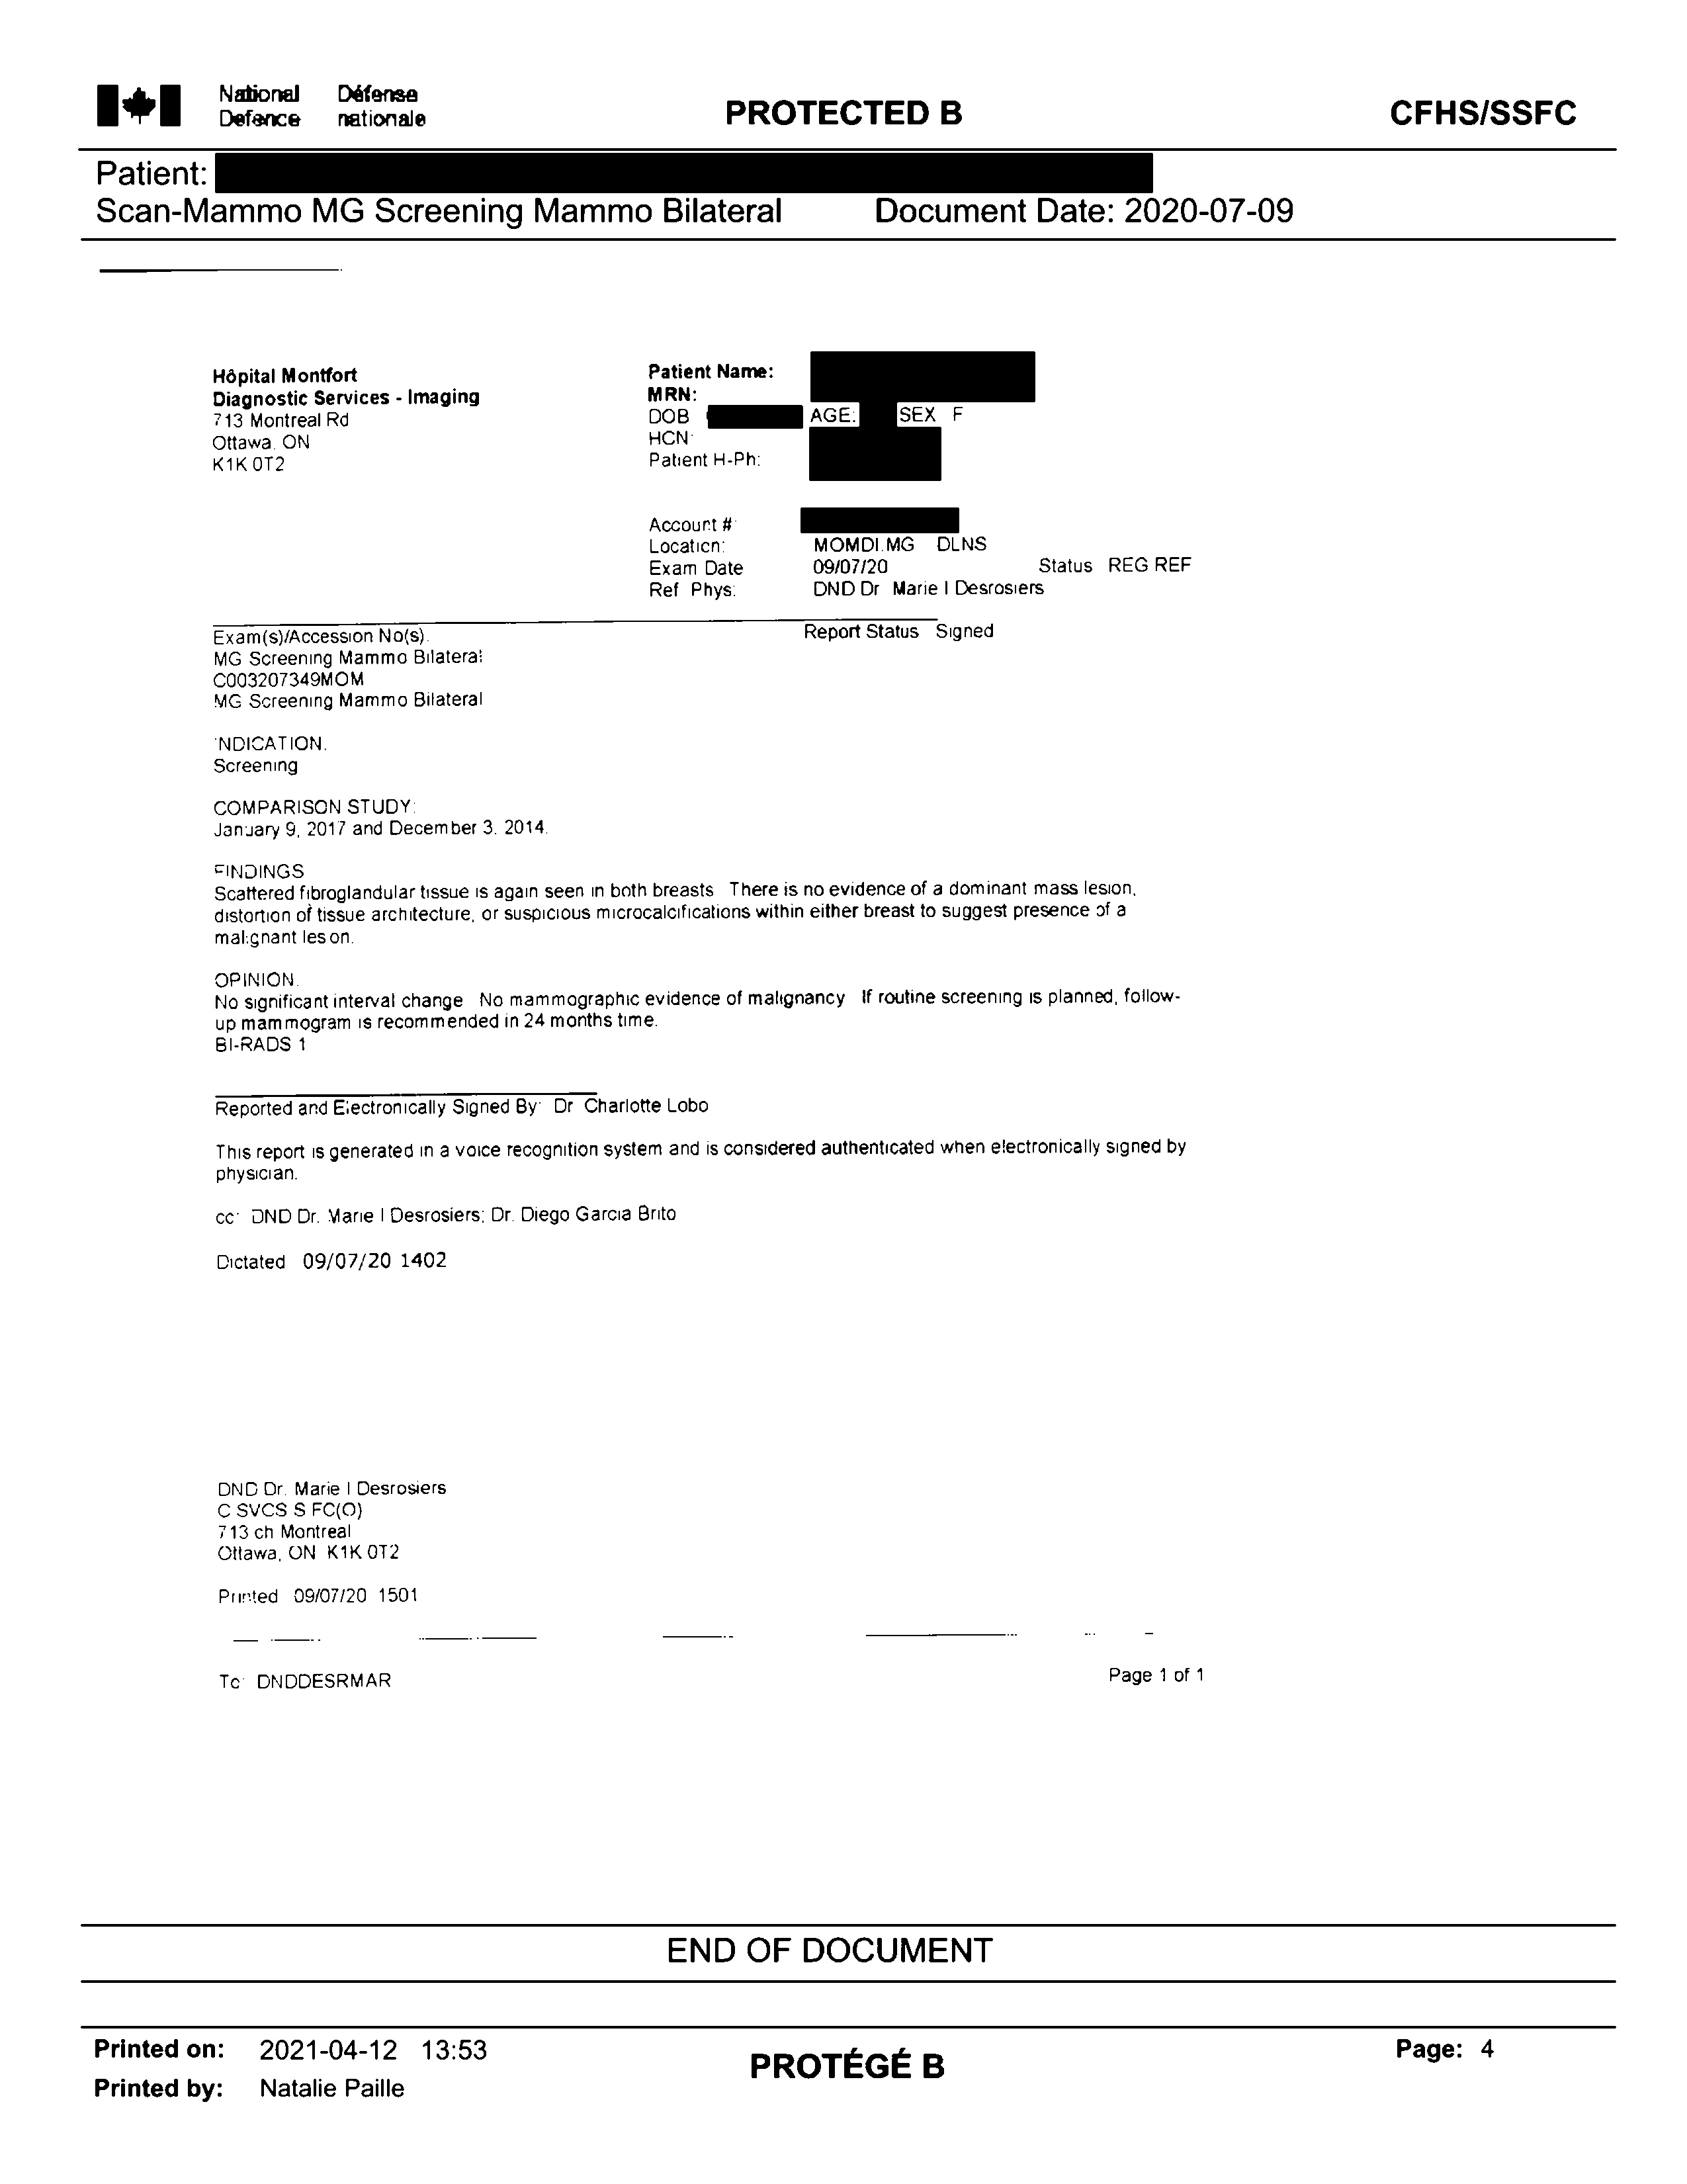 National Défense
Defence nationale
PROTECTED B
CFHS/SSFC
Patient:
Scan-Mammo MG Screening Mammo Bilateral Document Date: 2020-07-09
Hôpital Montfort
Diagnostic Services - Imaging
713 Montreal Rd
Ottawa, ON
K1K 0T2
Patient Name:
MRN:
DOB AGE: SEX F
HCN:
Patient H-Ph:
Account #
Location: MOMDI.MG DLNS
Exam Date 09/07/20 Status REG REF
Ref Phys: DND Dr Marie I Desrosiers
Exam(s)/Accession No(s). Report Status Signed
MG Screening Mammo Bilateral
C003207349MOM
MG Screening Mammo Bilateral
INDICATION.
Screening
COMPARISON STUDY:
January 9, 2017 and December 3, 2014.
FINDINGS
Scattered fibroglandular tissue is again seen in both breasts There is no evidence of a dominant mass lesion,
distortion of tissue architecture, or suspicious microcalcifications within either breast to suggest presence of a
malignant lesion.
OPINION.
No significant interval change No mammographic evidence of malignancy If routine screening is planned, follow-
up mammogram is recommended in 24 months time.
BI-RADS 1
Reported and Electronically Signed By: Dr Charlotte Lobo
This report is generated in a voice recognition system and is considered authenticated when electronically signed by
physician.
cc: DND Dr. Marie I Desrosiers; Dr. Diego Garcia Brito
Dictated 09/07/20 1402
DND Dr. Marie I Desrosiers
C SVCS S FC(O)
713 ch Montreal
Ottawa, ON K1K 0T2
Printed 09/07/20 1501
To: DNDDESRMAR
Page 1 of 1
END OF DOCUMENT
Printed on: 2021-04-12 13:53
Printed by: Natalie Paille
PROTÉGÉ B
Page: 4